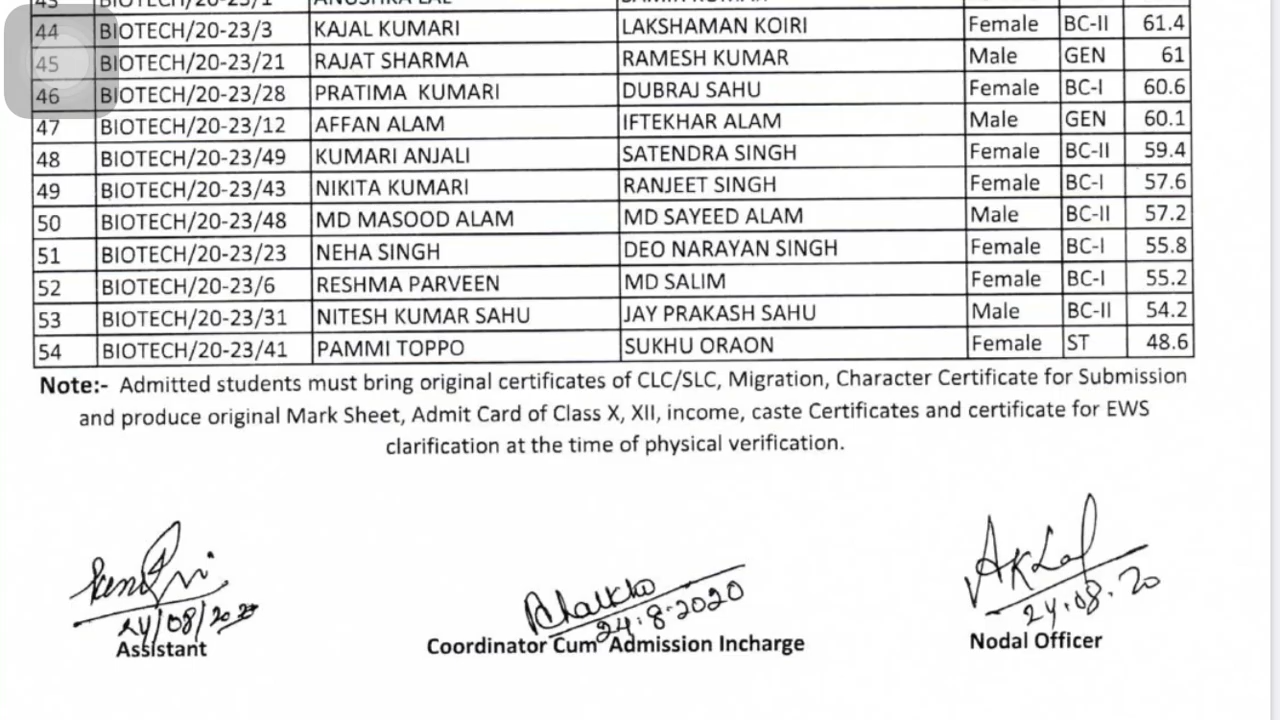 44 BIOTECH/20-23/3 KAJAL KUMARI LAKSHAMAN KOIRI Female BC-II 61.4
45 BIOTECH/20-23/21 RAJAT SHARMA RAMESH KUMAR Male GEN 61
46 BIOTECH/20-23/28 PRATIMA KUMARI DUBRAJ SAHU Female BC-I 60.6
47 BIOTECH/20-23/12 AFFAN ALAM IFTEKHAR ALAM Male GEN 60.1
48 BIOTECH/20-23/49 KUMARI ANJALI SATENDRA SINGH Female BC-II 59.4
49 BIOTECH/20-23/43 NIKITA KUMARI RANJEET SINGH Female BC-I 57.6
50 BIOTECH/20-23/48 MD MASOOD ALAM MD SAYEED ALAM Male BC-II 57.2
51 BIOTECH/20-23/23 NEHA SINGH DEO NARAYAN SINGH Female BC-I 55.8
52 BIOTECH/20-23/6 RESHMA PARVEEN MD SALIM Female BC-I 55.2
53 BIOTECH/20-23/31 NITESH KUMAR SAHU JAY PRAKASH SAHU Male BC-II 54.2
54 BIOTECH/20-23/41 PAMMI TOPPO SUKHU ORAON Female ST 48.6
Note:- Admitted students must bring original certificates of CLC/SLC, Migration, Character Certificate for Submission
and produce original Mark Sheet, Admit Card of Class X, XII, income, caste Certificates and certificate for EWS
clarification at the time of physical verification.
24/08/2020 24.8.2020 AKLal 24.08.20
Assistant Coordinator Cum Admission Incharge Nodal Officer